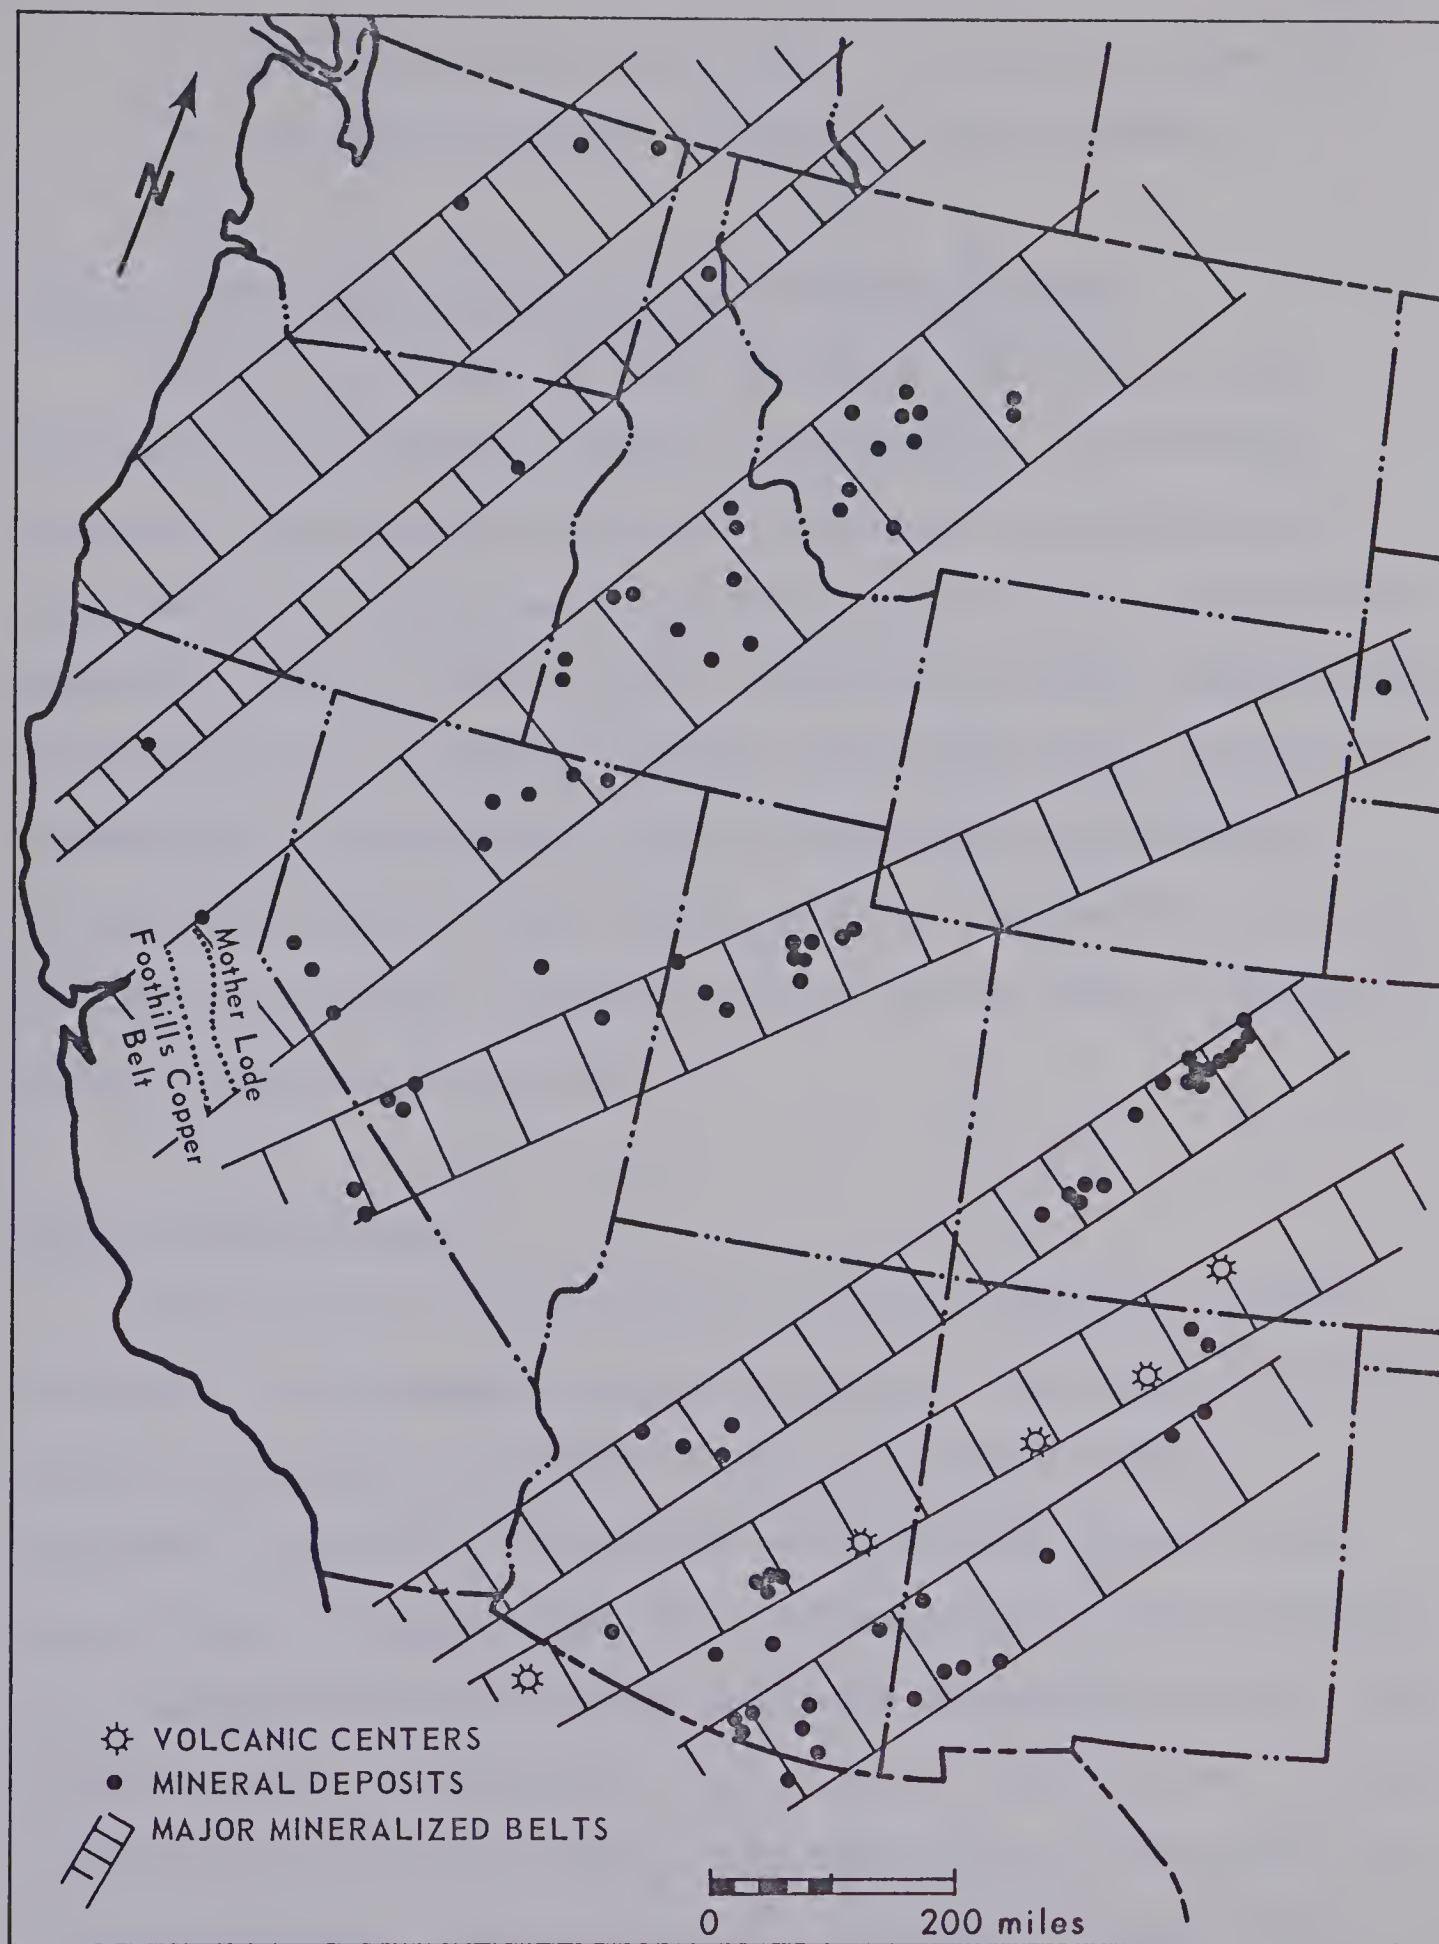 N
Mother Lode
Foothills Copper
Belt
VOLCANIC CENTERS
MINERAL DEPOSITS
MAJOR MINERALIZED BELTS
0 200 miles